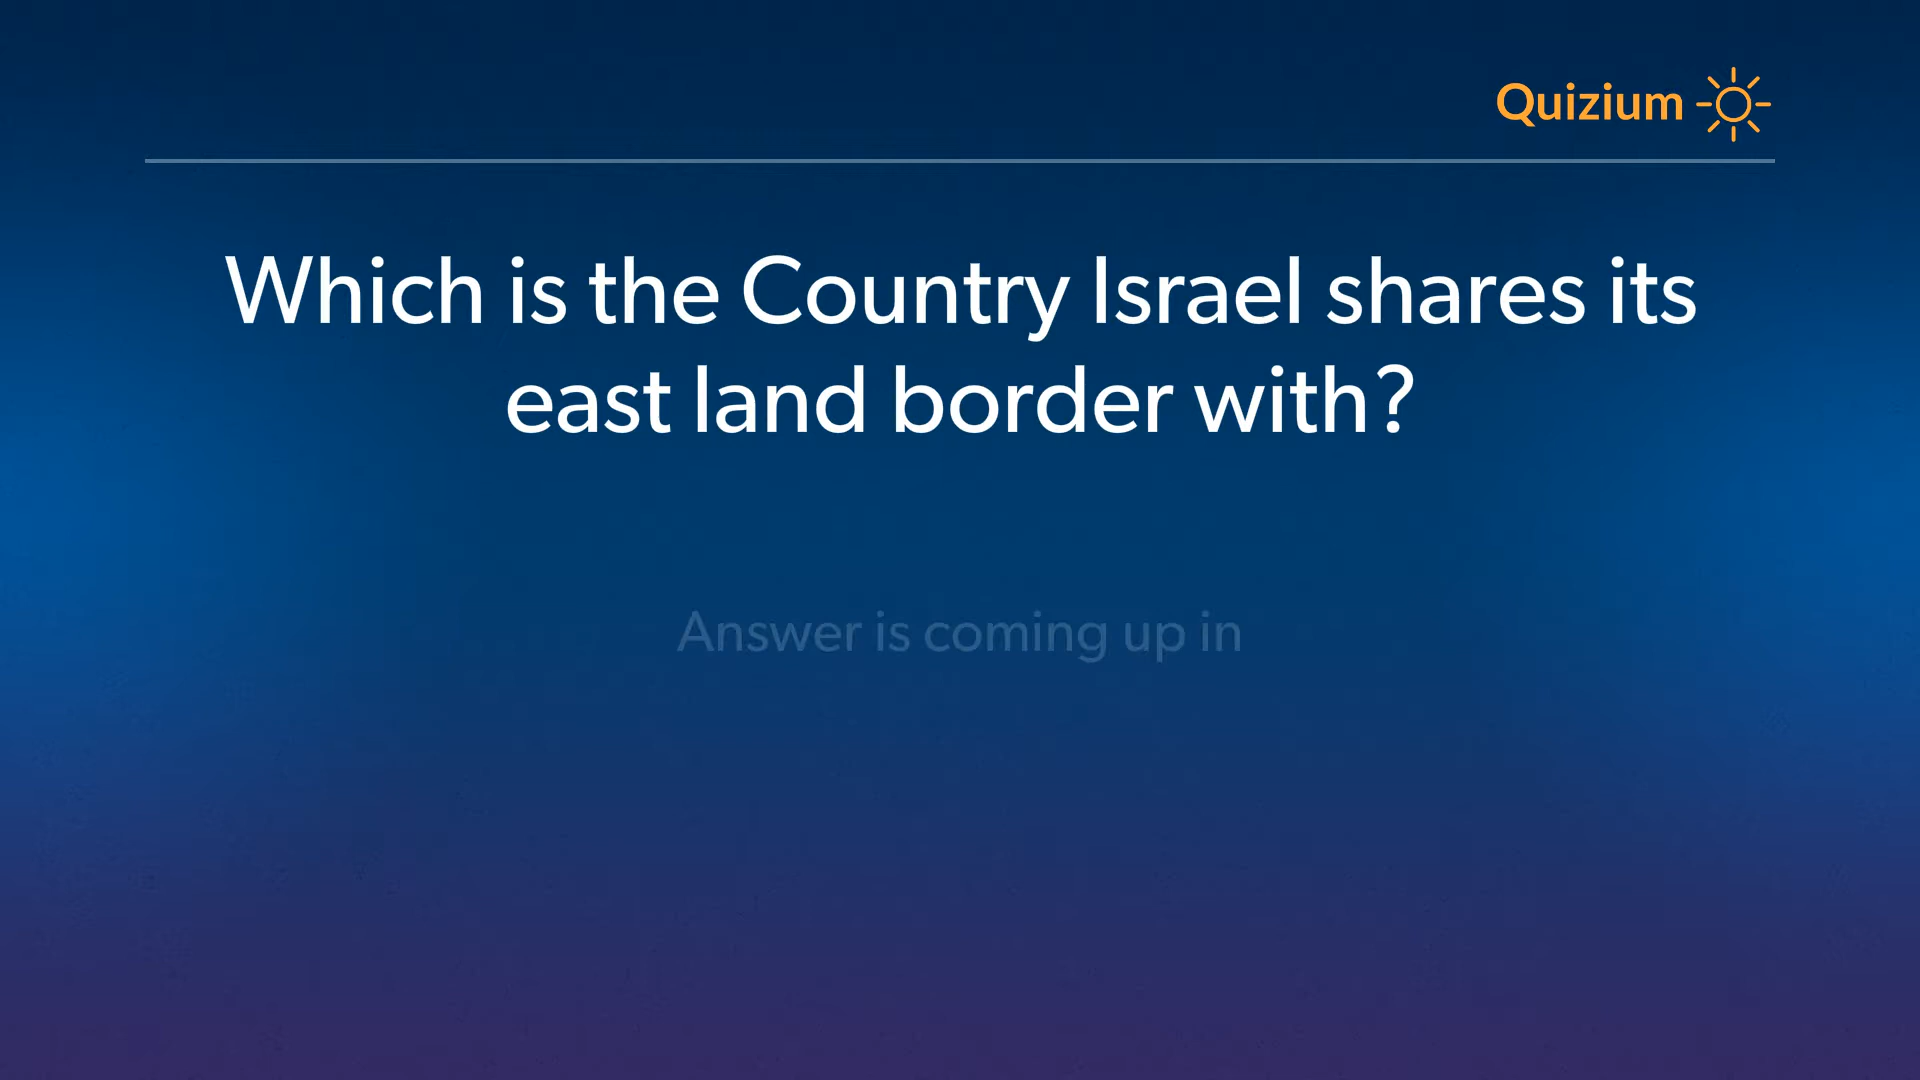 Quizium
Which is the Country Israel shares its
east land border with?
Answer is coming up in